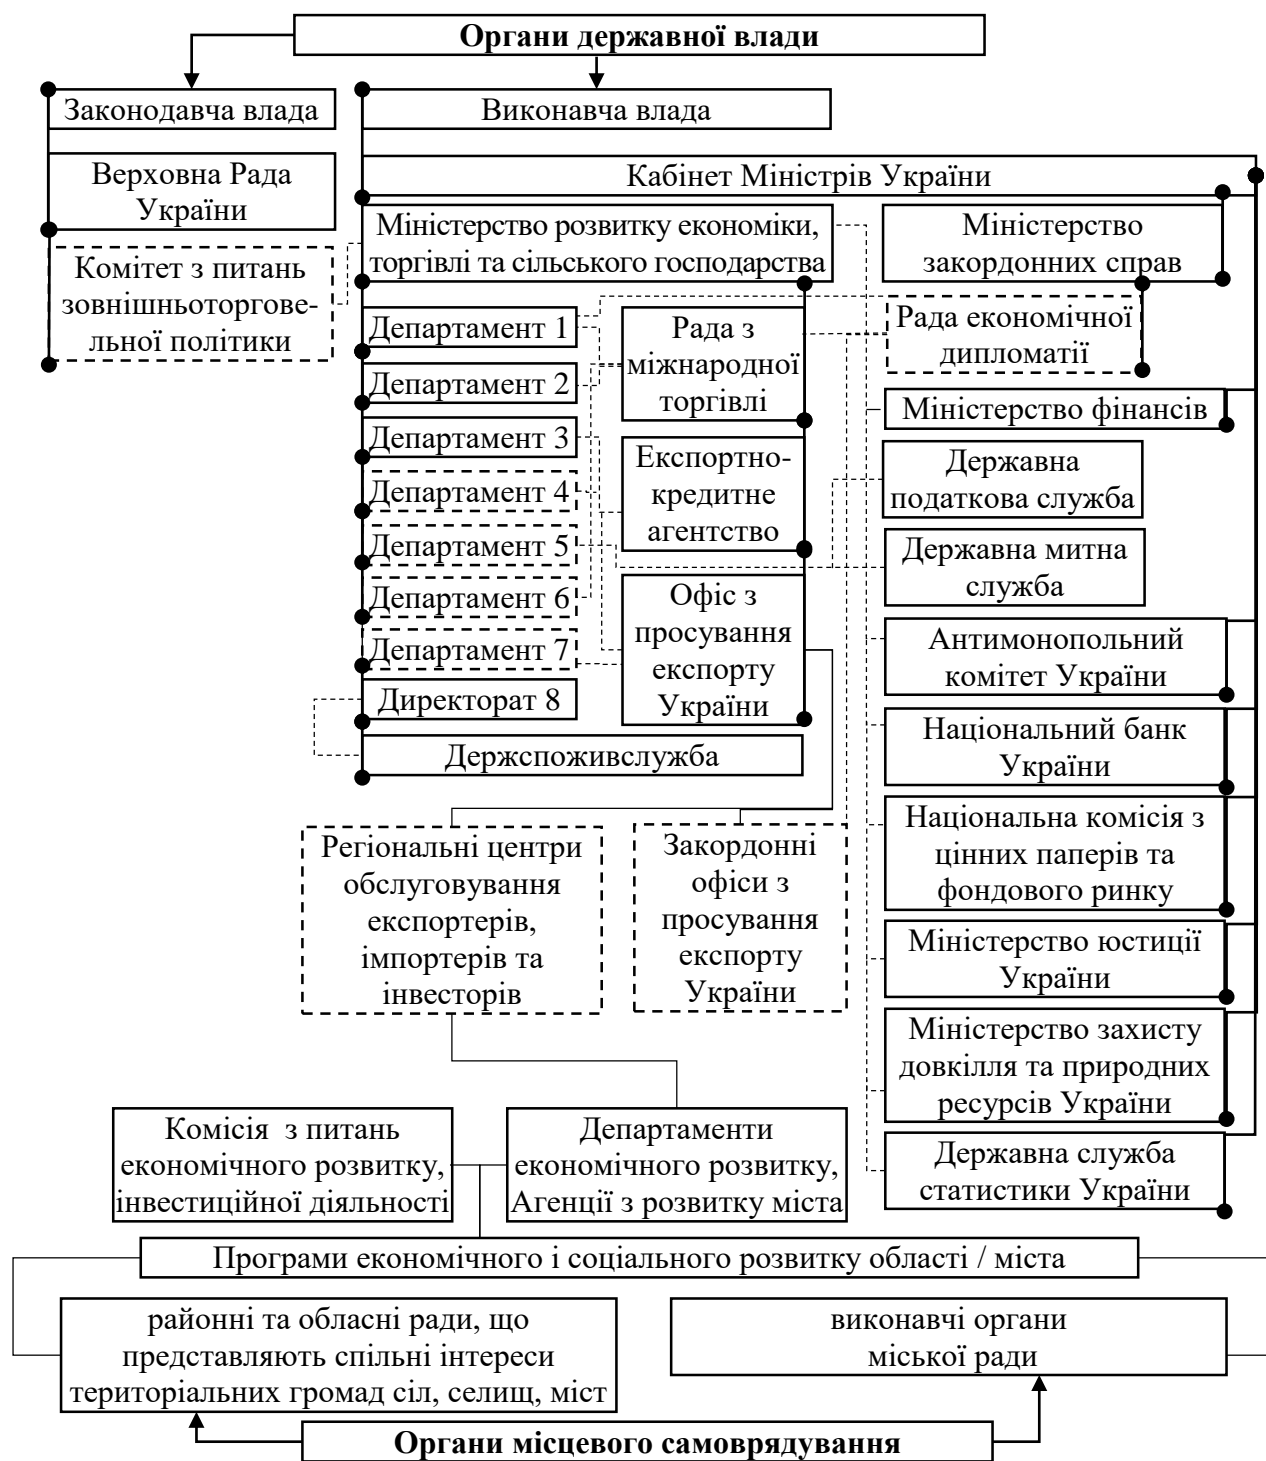 Органи державної влади
Законодавча влада
Виконавча влада
Верховна Рада
України
Кабінет Міністрів України
Комітет з питань
зовнішньоторгове-
льної політики
Міністерство розвитку економіки,
торгівлі та сільського господарства
Міністерство
закордонних справ
Департамент 1
Департамент 2
Департамент 3
Департамент 4
Департамент 5
Департамент 6
Департамент 7
Директорат 8
Держспоживслужба
Рада з
міжнародної
торгівлі
Експортно-
кредитне
агентство
Офіс з
просування
експорту
України
Рада економічної
дипломатії
Міністерство фінансів
Державна
податкова служба
Державна митна
служба
Антимонопольний
комітет України
Національний банк
України
Національна комісія з
цінних паперів та
фондового ринку
Міністерство юстиції
України
Міністерство захисту
довкілля та природних
ресурсів України
Державна служба
статистики України
Регіональні центри
обслуговування
експортерів,
імпортерів та
інвесторів
Закордонні
офіси з
просування
експорту
України
Комісія з питань
економічного розвитку,
інвестиційної діяльності
Департаменти
економічного розвитку,
Агенції з розвитку міста
Програми економічного і соціального розвитку області / міста
районні та обласні ради, що
представляють спільні інтереси
територіальних громад сіл, селищ, міст
виконавчі органи
міської ради
Органи місцевого самоврядування